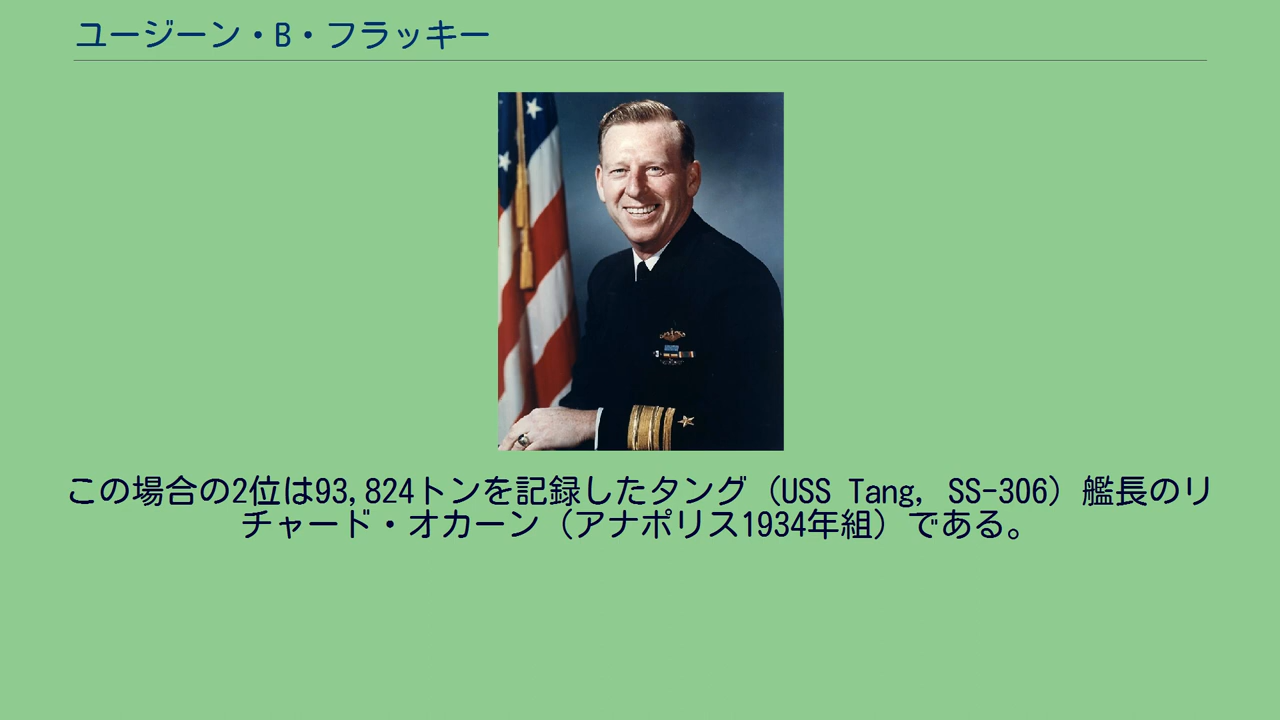 ユージーン・B・フラッキー
この場合の2位は93,824トンを記録したタング（USS Tang, SS-306）艦長のリ
チャード・オカーン（アナポリス1934年組）である。